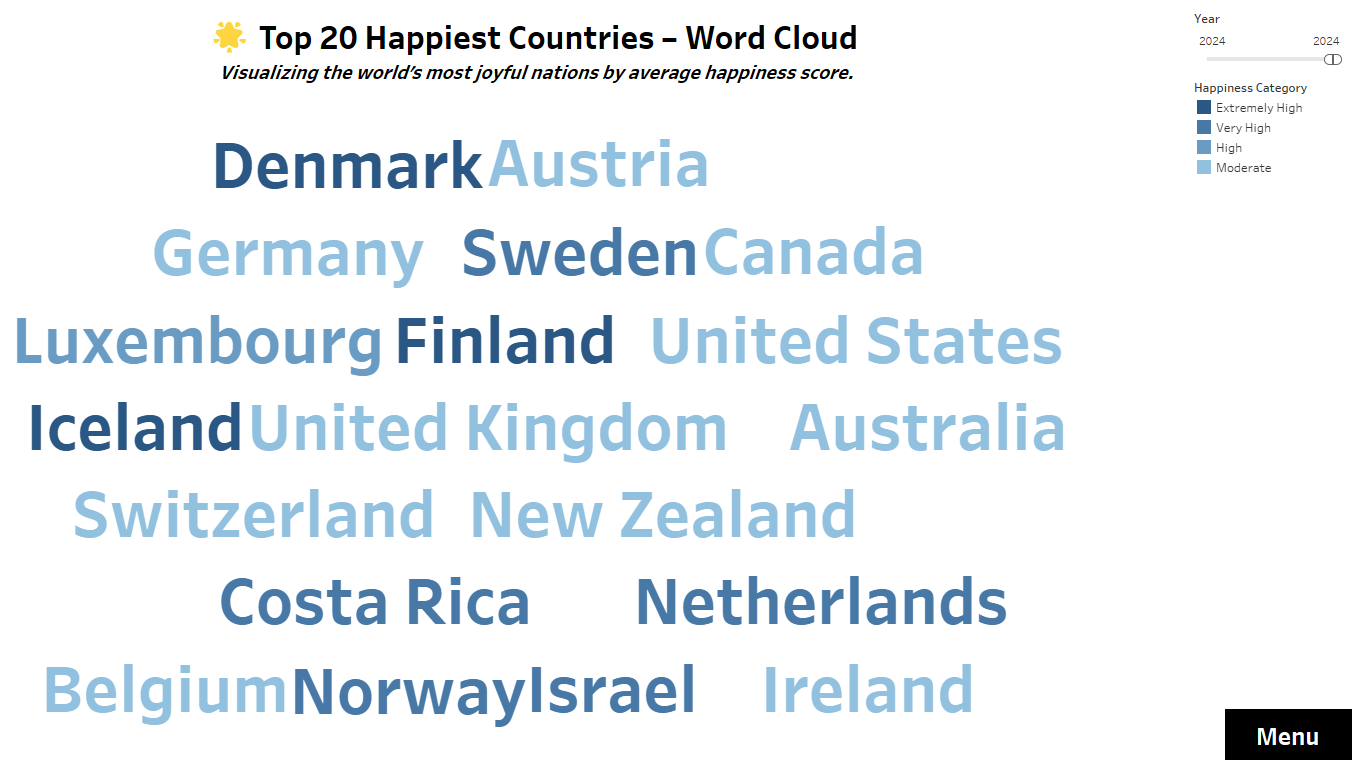 🌟 Top 20 Happiest Countries – Word Cloud
Visualizing the world’s most joyful nations by average happiness score.
Year
2024 2024
Happiness Category
Extremely High
Very High
High
Moderate
Denmark Austria
Germany Sweden Canada
Luxembourg Finland United States
Iceland United Kingdom Australia
Switzerland New Zealand
Costa Rica Netherlands
Belgium Norway Israel Ireland
Menu